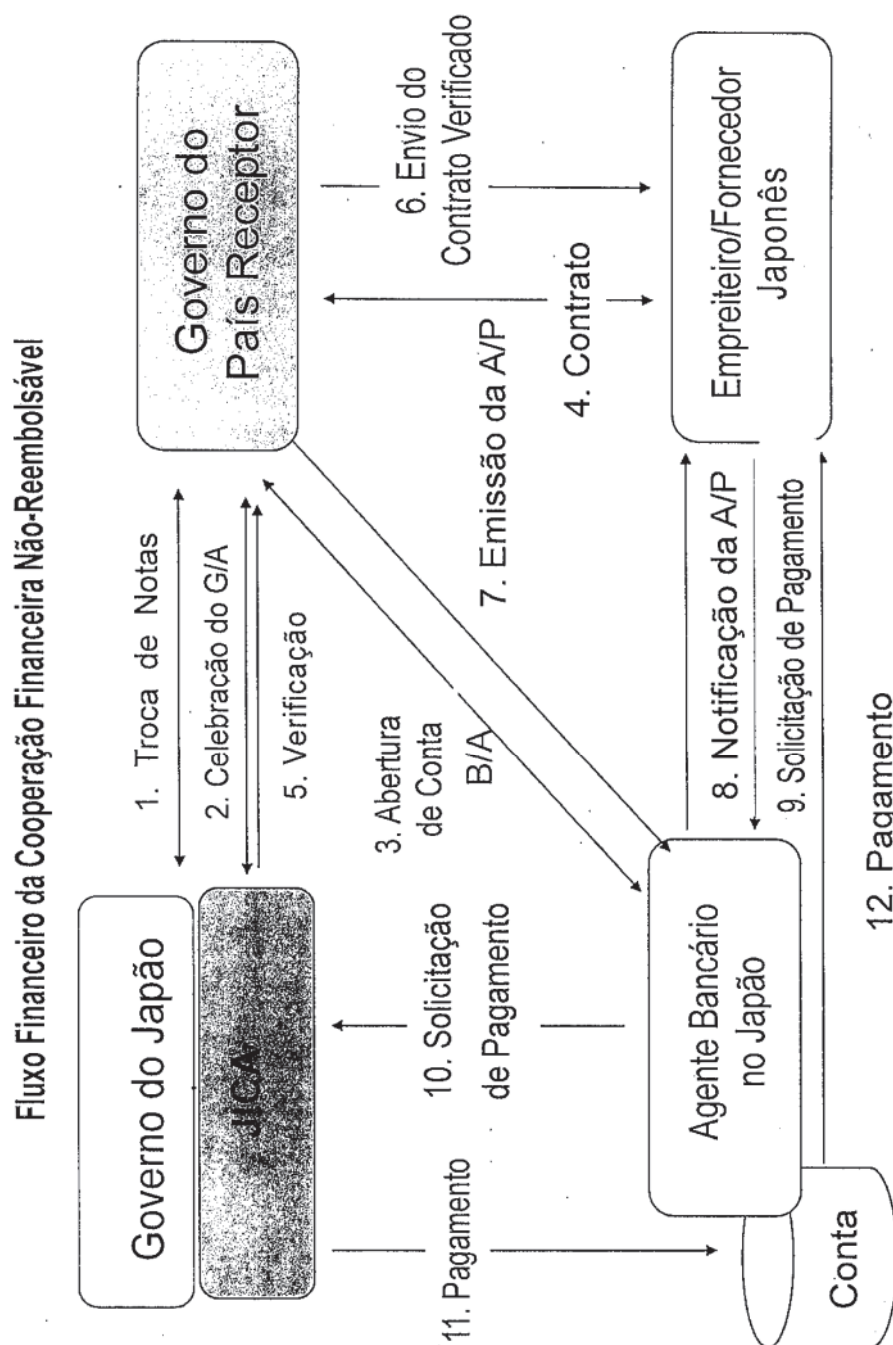 Fluxo Financeiro da Cooperação Financeira Não-Reembolsável
Governo do Japão
JICA
1. Troca de Notas
2. Celebração do G/A
5. Verificação
Governo do
País Receptor
3. Abertura
de Conta
B/A
7. Emissão da A/P
4. Contrato
6. Envio do
Contrato Verificado
10. Solicitação
de Pagamento
11. Pagamento
Agente Bancário
no Japão
Conta
8. Notificação da A/P
9. Solicitação de Pagamento
12. Pagamento
Empreiteiro/Fornecedor
Japonês